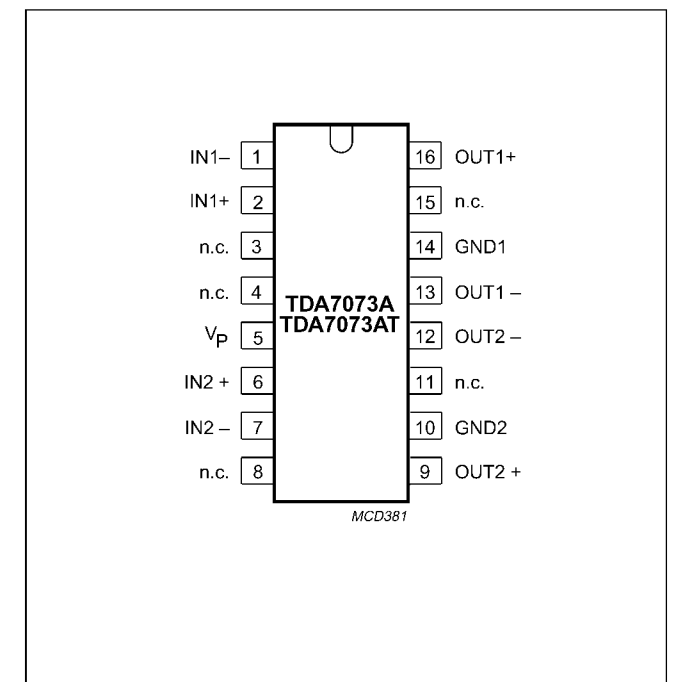 IN1– 1 16 OUT1+
IN1+ 2 15 n.c.
n.c. 3 14 GND1
n.c. 4 13 OUT1 –
TDA7073A
TDA7073AT
VP 5 12 OUT2 –
IN2 + 6 11 n.c.
IN2 – 7 10 GND2
n.c. 8 9 OUT2 +
MCD381